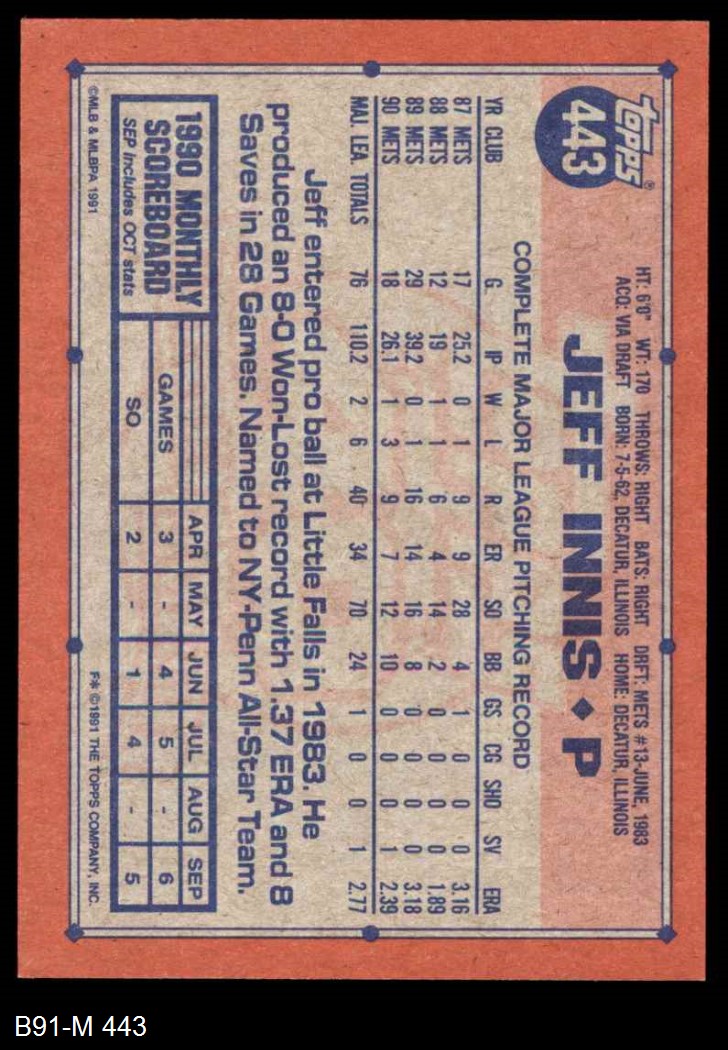 topps®
443
HT: 6'0" WT: 170 THROWS: RIGHT BATS: RIGHT DRFT: METS #13-JUNE, 1983
ACQ: VIA DRAFT BORN: 7-5-62, DECATUR, ILLINOIS HOME: DECATUR, ILLINOIS
JEFF INNIS ◆ P
COMPLETE MAJOR LEAGUE PITCHING RECORD
YR CLUB G IP W L R ER SO BB GS CG SHO SV ERA
87 METS 17 25.2 0 1 9 9 28 4 1 0 0 0 3.16
88 METS 12 19 1 1 6 4 14 2 0 0 0 0 1.89
89 METS 29 39.2 0 1 16 14 16 8 0 0 0 0 3.18
90 METS 18 26.1 1 3 9 7 12 10 0 0 0 1 2.39
MAJ. LEA. TOTALS 76 110.2 2 6 40 34 70 24 1 0 0 1 2.77
Jeff entered pro ball at Little Falls in 1983. He
produced an 8-0 Won-Lost record with 1.37 ERA and 8
Saves in 28 Games. Named to NY-Penn All-Star Team.
1990 MONTHLY
SCOREBOARD
SEP includes OCT stats
APR MAY JUN JUL AUG SEP
GAMES 3 - 4 5 - 6
SO 2 - 1 4 - 5
©MLB & MLBPA 1991
F* ©1991 THE TOPPS COMPANY, INC.
B91-M 443